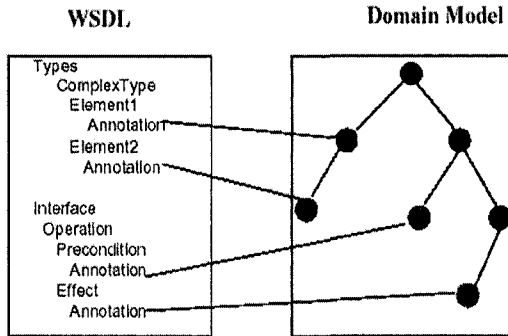 WSDL
Domain Model
Types
ComplexType
Element1
Annotation
Element2
Annotation
Interface
Operation
Precondition
Annotation
Effect
Annotation